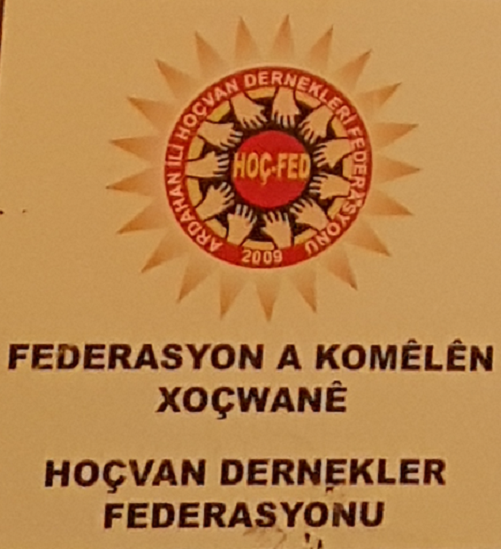 ARDAHAN İLİ HOÇVAN DERNEKLERİ FEDERASYONU
HOÇ-FED
2009
FEDERASYON A KOMÊLÊN
XOÇWANÊ
HOÇVAN DERNEKLER
FEDERASYONU